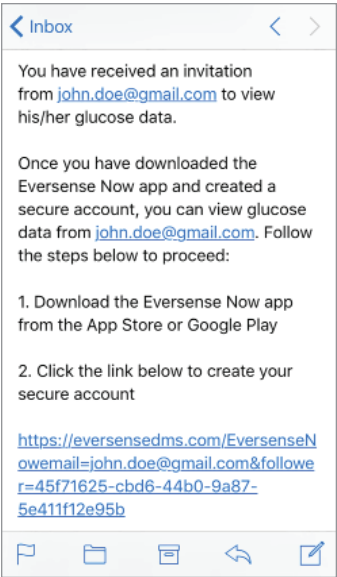 Inbox
You have received an invitation
from john.doe@gmail.com to view
his/her glucose data.
Once you have downloaded the
Eversense Now app and created a
secure account, you can view glucose
data from john.doe@gmail.com. Follow
the steps below to proceed:
1. Download the Eversense Now app
from the App Store or Google Play
2. Click the link below to create your
secure account
https://eversensedms.com/EversenseN
owemail=john.doe@gmail.com&followe
r=45f71625-cbd6-44b0-9a87-
5e411f12e95b